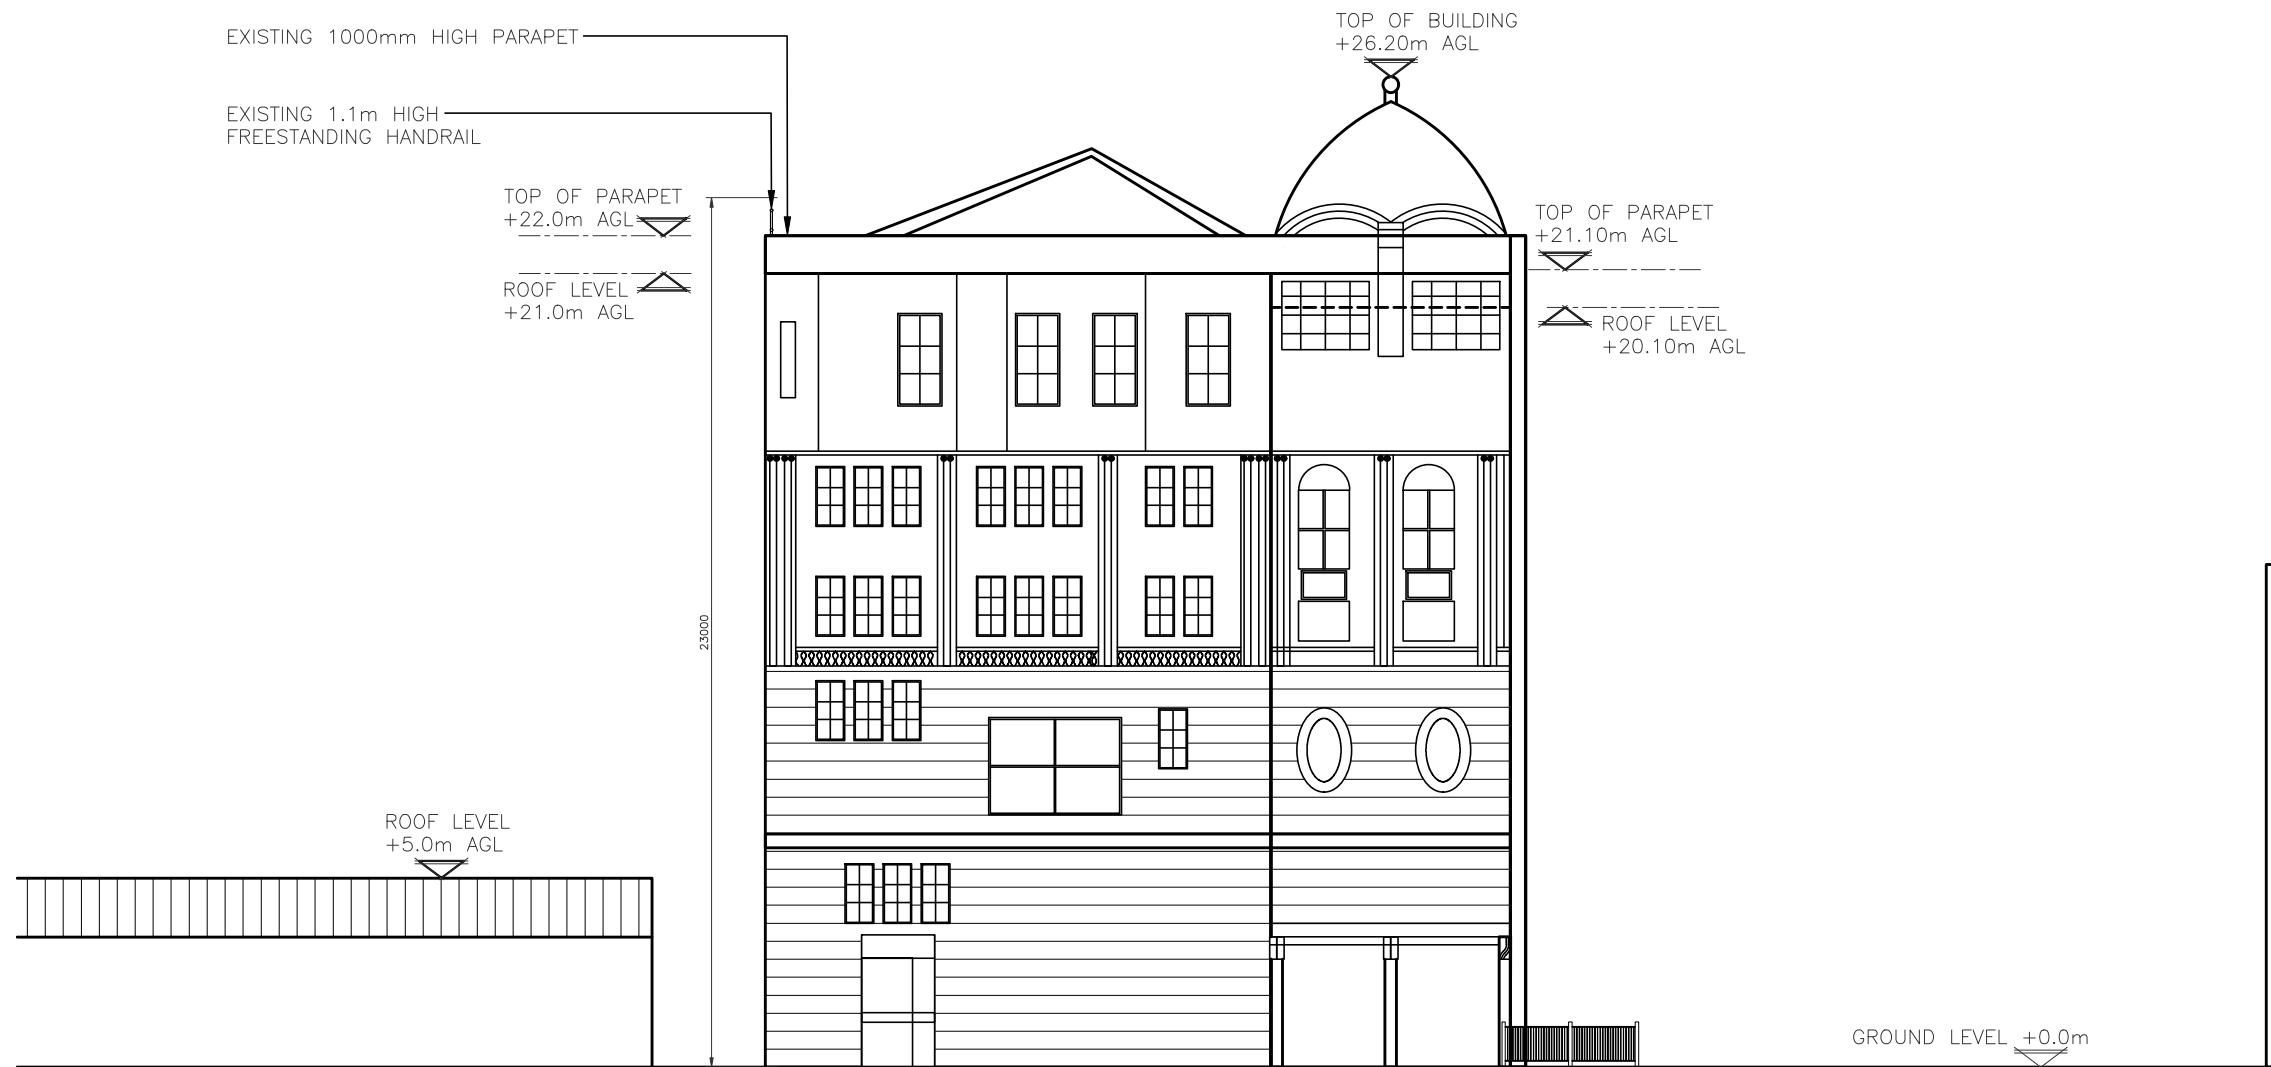 EXISTING 1000mm HIGH PARAPET
EXISTING 1.1m HIGH
FREESTANDING HANDRAIL
TOP OF BUILDING
+26.20m AGL
TOP OF PARAPET
+22.0m AGL
ROOF LEVEL
+21.0m AGL
TOP OF PARAPET
+21.10m AGL
ROOF LEVEL
+20.10m AGL
23000
ROOF LEVEL
+5.0m AGL
GROUND LEVEL +0.0m